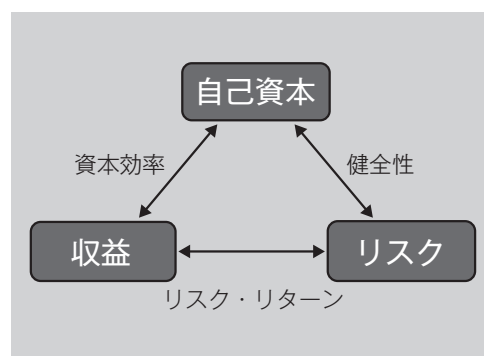 自己資本
資本効率
健全性
収益
リスク
リスク・リターン